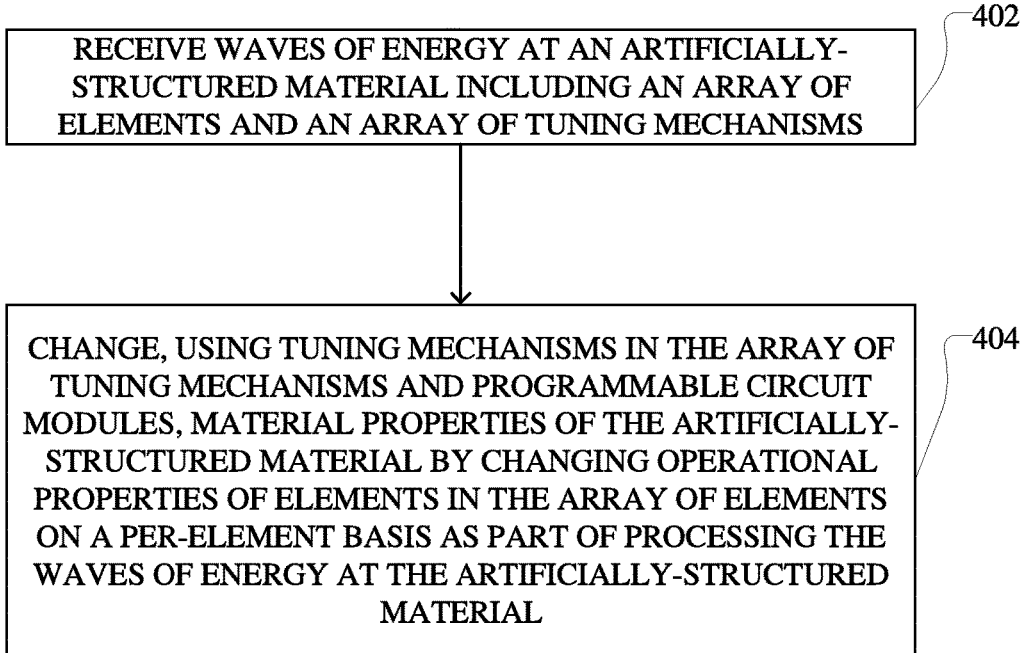 402
RECEIVE WAVES OF ENERGY AT AN ARTIFICIALLY-
STRUCTURED MATERIAL INCLUDING AN ARRAY OF
ELEMENTS AND AN ARRAY OF TUNING MECHANISMS
404
CHANGE, USING TUNING MECHANISMS IN THE ARRAY OF
TUNING MECHANISMS AND PROGRAMMABLE CIRCUIT
MODULES, MATERIAL PROPERTIES OF THE ARTIFICIALLY-
STRUCTURED MATERIAL BY CHANGING OPERATIONAL
PROPERTIES OF ELEMENTS IN THE ARRAY OF ELEMENTS
ON A PER-ELEMENT BASIS AS PART OF PROCESSING THE
WAVES OF ENERGY AT THE ARTIFICIALLY-STRUCTURED
MATERIAL